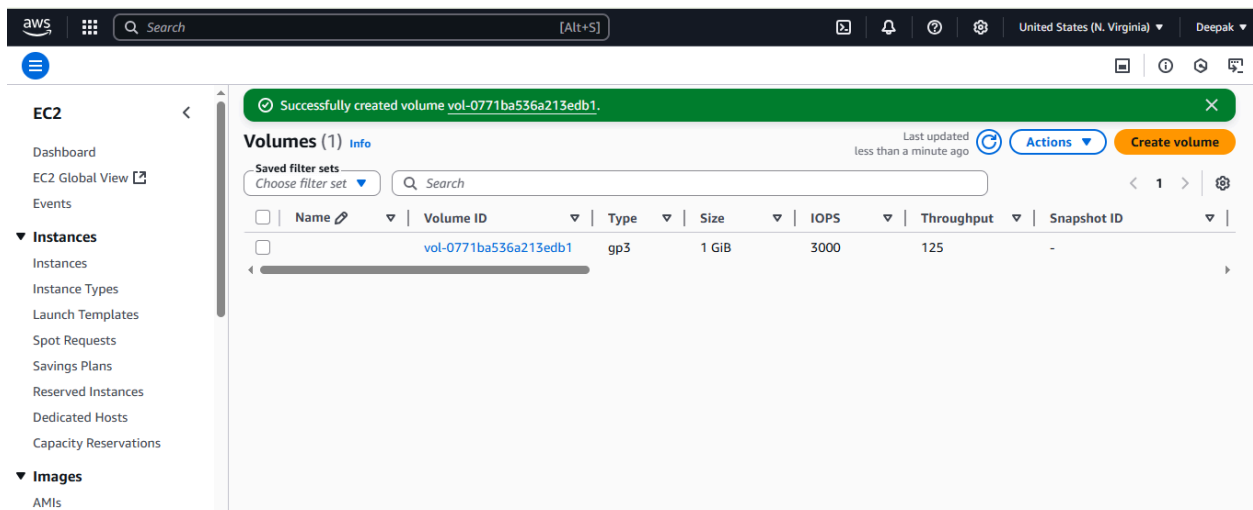 aws
Search [Alt+S]
United States (N. Virginia)
Deepak
EC2
Dashboard
EC2 Global View
Events
Instances
Instances
Instance Types
Launch Templates
Spot Requests
Savings Plans
Reserved Instances
Dedicated Hosts
Capacity Reservations
Images
AMIs
Successfully created volume vol-0771ba536a213edb1.
Volumes (1) Info
Last updated
less than a minute ago
Actions
Create volume
Saved filter sets
Choose filter set
Search
1
Name Volume ID Type Size IOPS Throughput Snapshot ID
vol-0771ba536a213edb1 gp3 1 GiB 3000 125 -